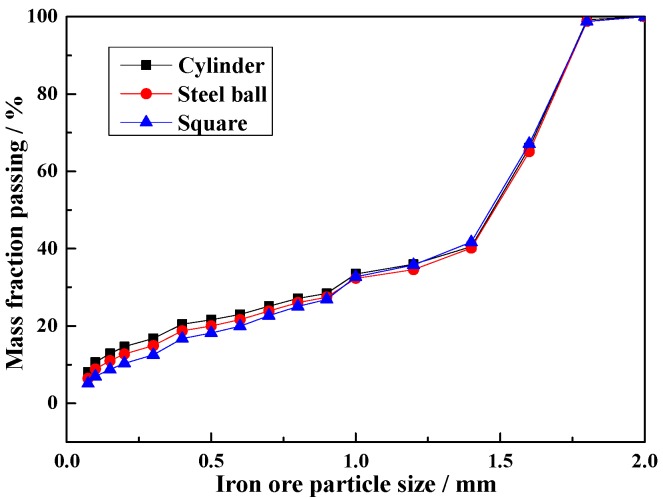 Mass fraction passing / %
100
80
60
40
20
0
Cylinder
Steel ball
Square
0.0 0.5 1.0 1.5 2.0
Iron ore particle size / mm